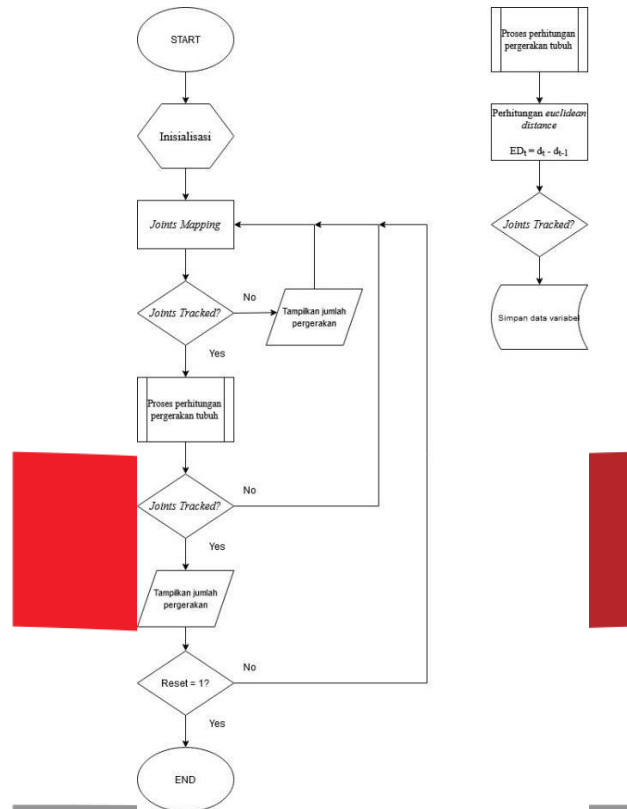 START
Inisialisasi
Joints Mapping
Joints Tracked?
No
Tampilkan jumlah
pergerakan
Yes
Proses perhitungan
pergerakan tubuh
Joints Tracked?
No
Yes
Tampilkan jumlah
pergerakan
Reset = 1?
No
Yes
END
Proses perhitungan
pergerakan tubuh
Perhitungan euclidean
distance
EDt = dt - dt-1
Joints Tracked?
Simpan data variabel